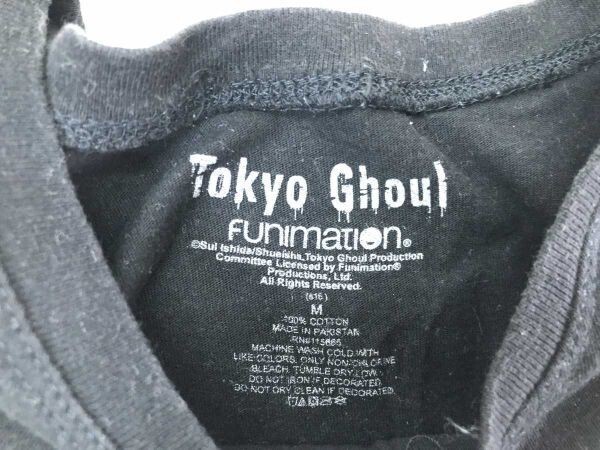 Tokyo Ghoul
FUNIMATION®
©Sui Ishida/Shueisha,Tokyo Ghoul Production
Committee Licensed by Funimation®
Productions, Ltd.
All Rights Reserved.
(s16)
M
100% COTTON
MADE IN PAKISTAN
MACHINE WASH COLD WITH
LIKE COLORS. ONLY NON-CHLORINE
BLEACH. TUMBLE DRY LOW.
DO NOT IRON IF DECORATED.
DO NOT DRY CLEAN IF DECORATED.